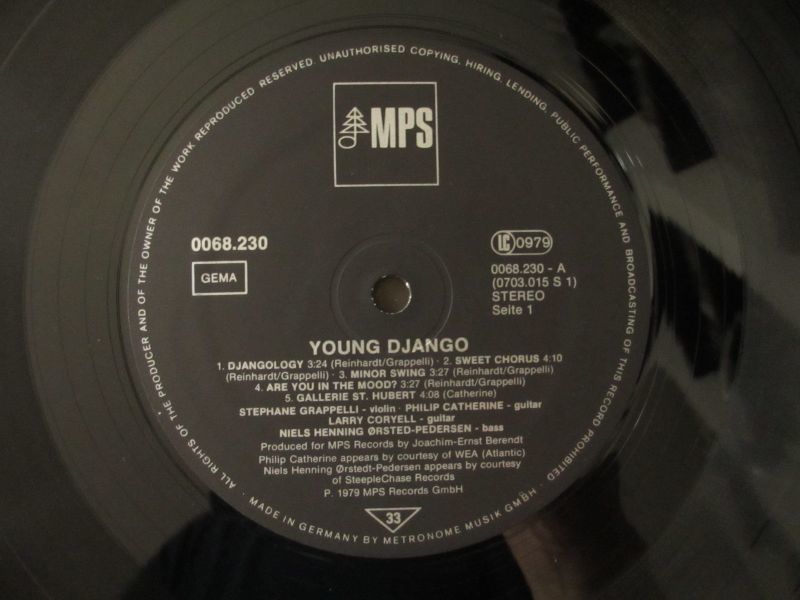 ALL RIGHTS OF THE PRODUCER AND OF THE OWNER OF THE WORK REPRODUCED RESERVED. UNAUTHORISED COPYING, HIRING, LENDING, PUBLIC PERFORMANCE AND BROADCASTING OF THIS RECORD PROHIBITED
MPS
0068.230
GEMA
LC 0979
0068.230 - A
(0703.015 S 1)
STEREO
Seite 1
YOUNG DJANGO
1. DJANGOLOGY 3:24 (Reinhardt/Grappelli) · 2. SWEET CHORUS 4:10
(Reinhardt/Grappelli) · 3. MINOR SWING 3:27 (Reinhardt/Grappelli)
4. ARE YOU IN THE MOOD? 3:27 (Reinhardt/Grappelli)
5. GALLERIE ST. HUBERT 4:08 (Catherine)
STEPHANE GRAPPELLI - violin · PHILIP CATHERINE - guitar
LARRY CORYELL - guitar
NIELS HENNING ØRSTED-PEDERSEN - bass
Produced for MPS Records by Joachim-Ernst Berendt
Philip Catherine appears by courtesy of WEA (Atlantic)
Niels Henning Ørstedt-Pedersen appears by courtesy
of SteepleChase Records
P. 1979 MPS Records GmbH
33
· MADE IN GERMANY BY METRONOME MUSIK GMBH ·